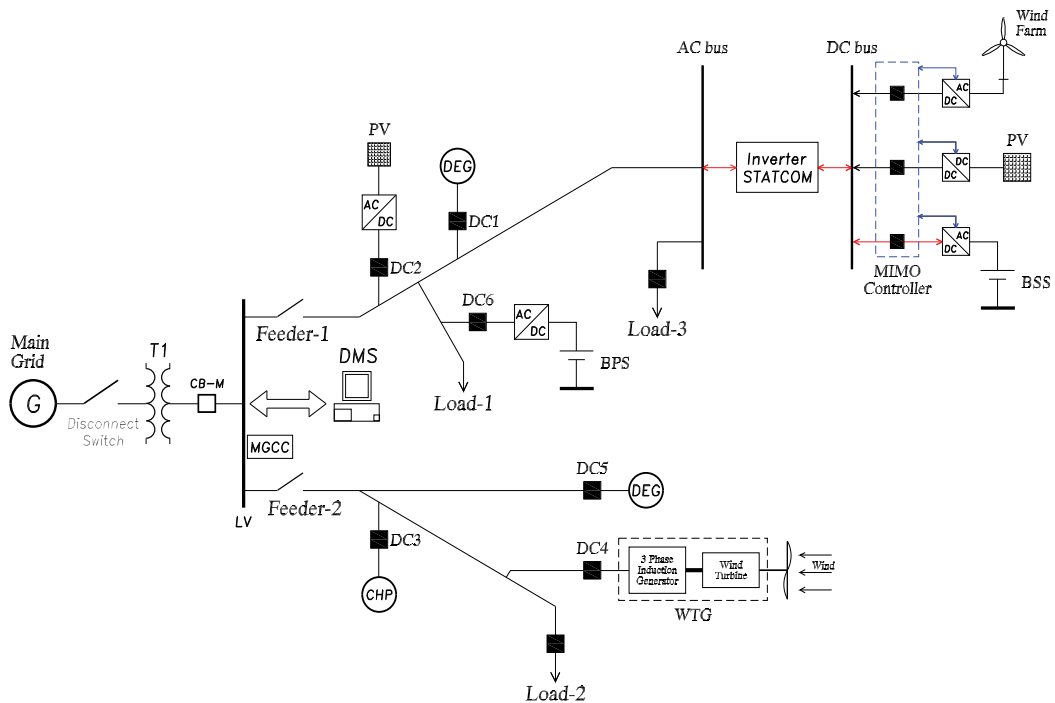 Wind
Farm
AC bus
DC bus
AC
DC
PV
DEG
Inverter
STATCOM
DC
DC
PV
AC
DC
DC1
DC2
AC
DC
MIMO
Controller
BSS
DC6
AC
DC
Load-3
Feeder-1
Main
Grid
T1
DMS
BPS
CB-M
G
Load-1
Disconnect
Switch
MGCC
DC5
DEG
Feeder-2
LV
DC3
DC4
3 Phase
Induction
Generator
Wind
Turbine
Wind
CHP
WTG
Load-2